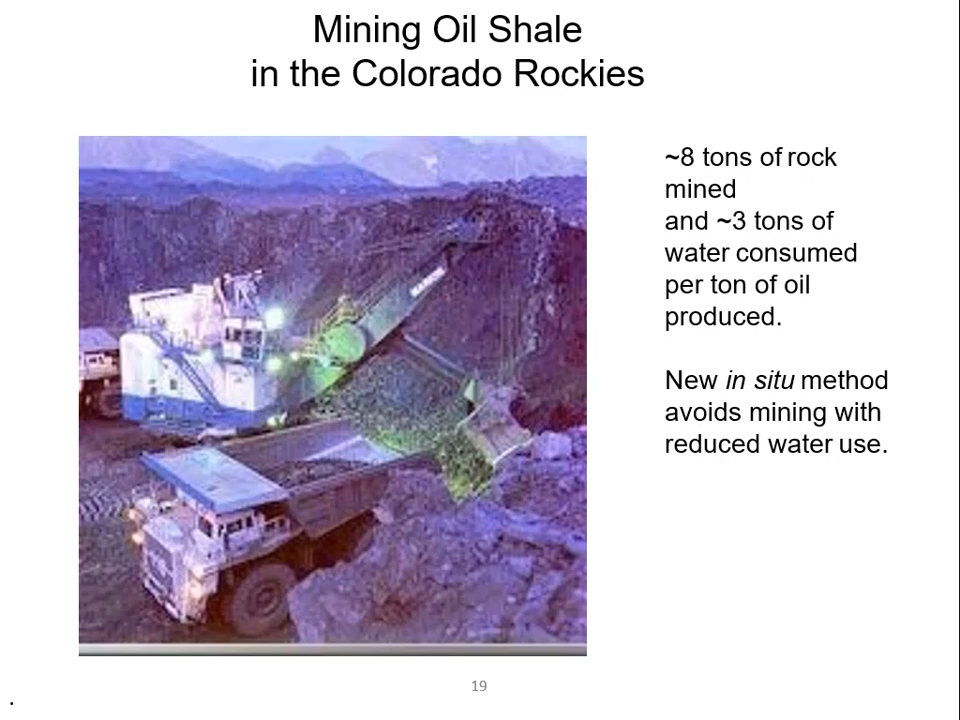 Mining Oil Shale
in the Colorado Rockies
~8 tons of rock
mined
and ~3 tons of
water consumed
per ton of oil
produced.
New in situ method
avoids mining with
reduced water use.
19
.